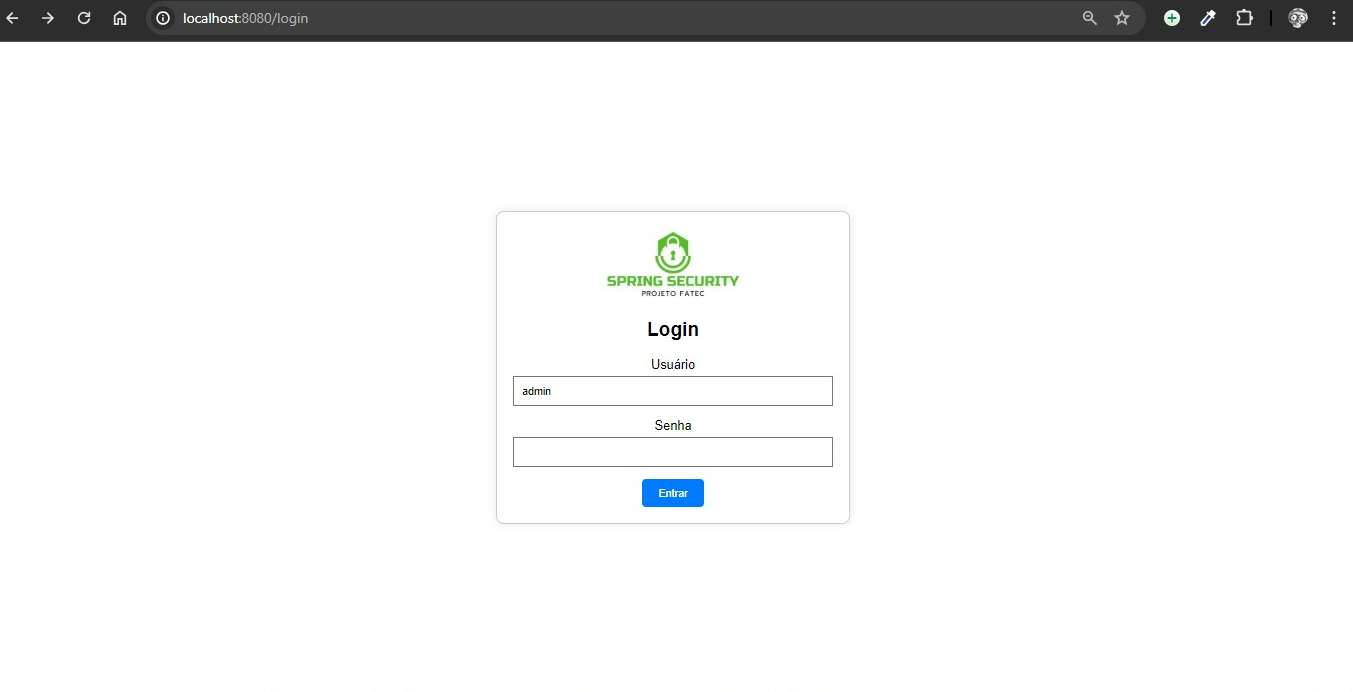 localhost:8080/login
SPRING SECURITY
PROJETO FATEC
Login
Usuário
admin
Senha
Entrar